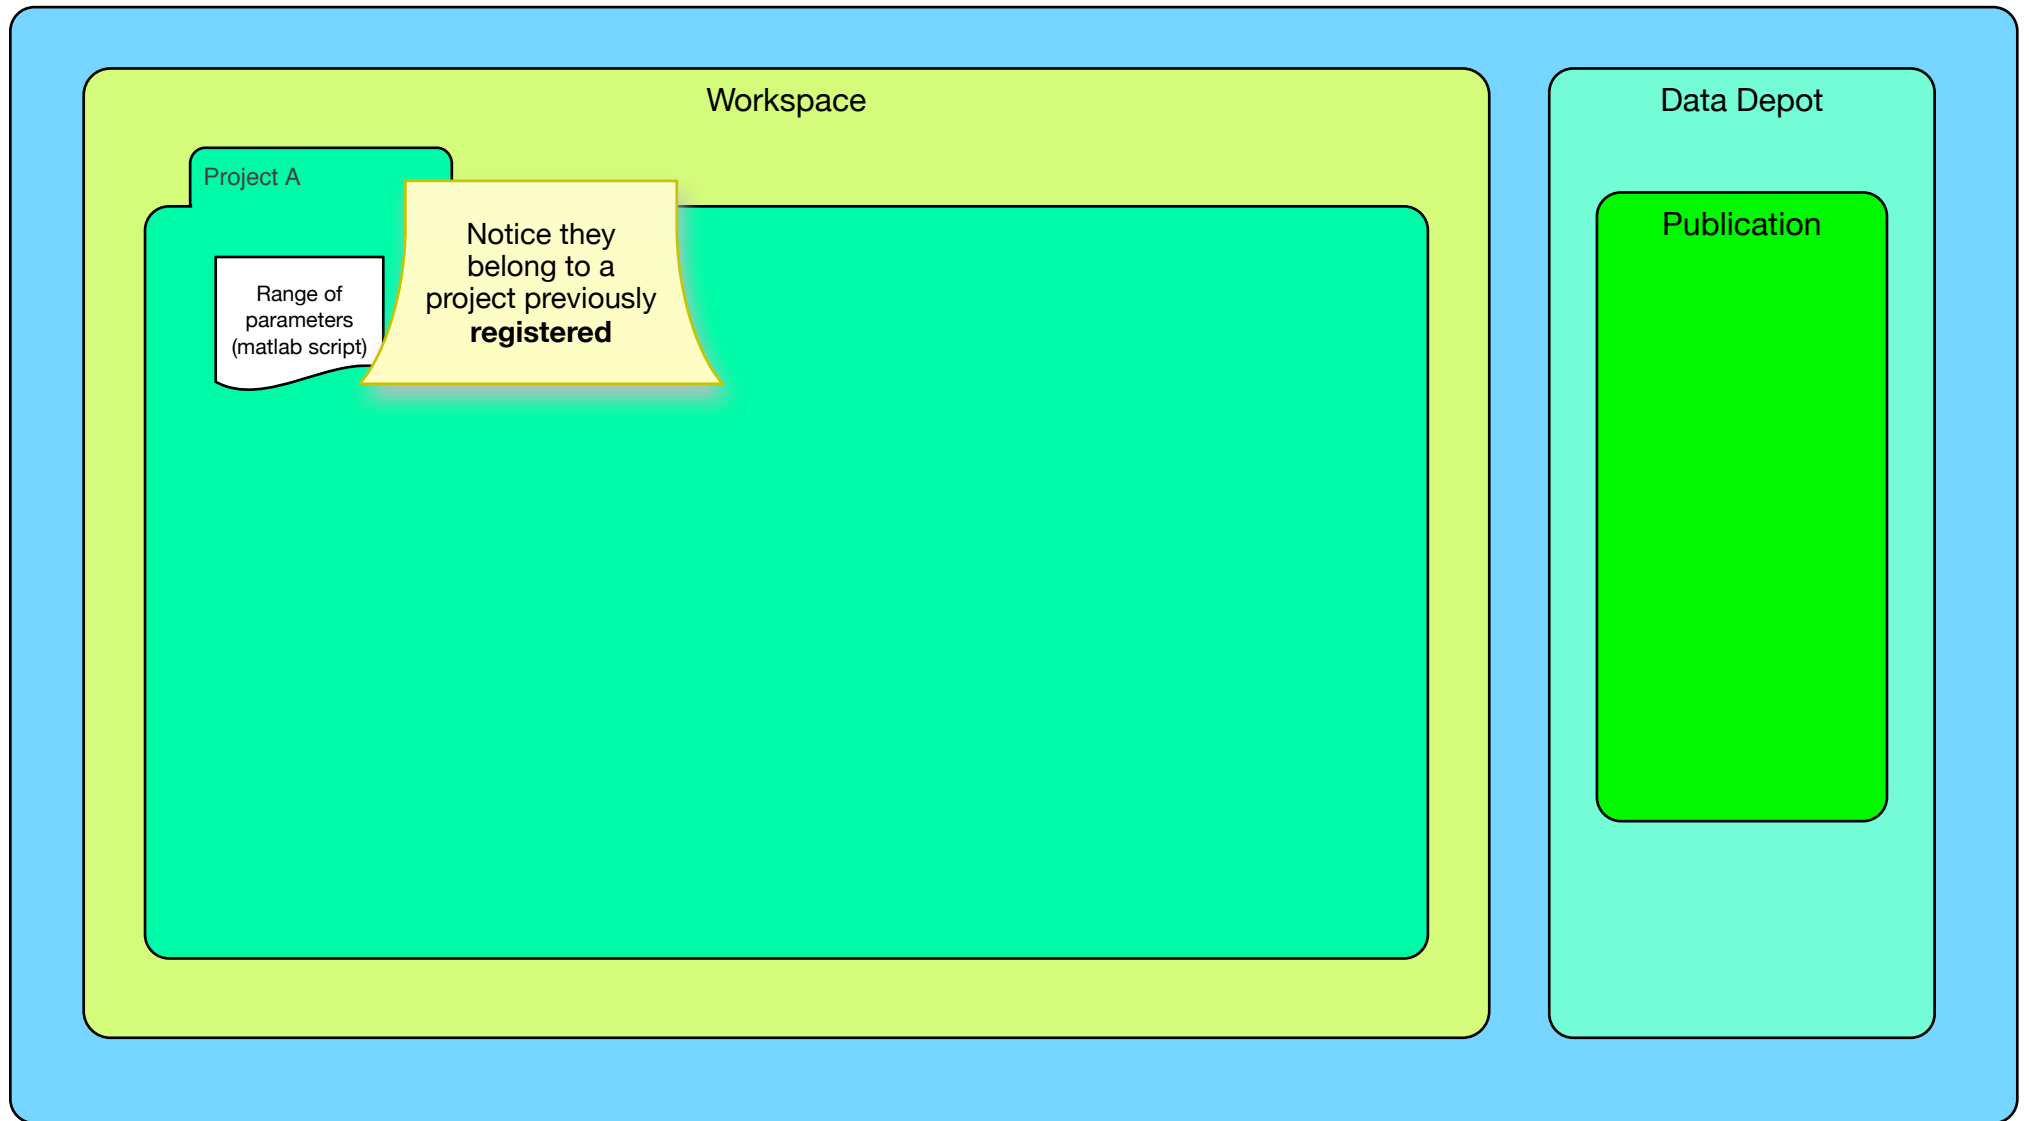 Workspace
Data Depot
Project A
Publication
Notice they
belong to a
project previously
registered
Range of
parameters
(matlab script)